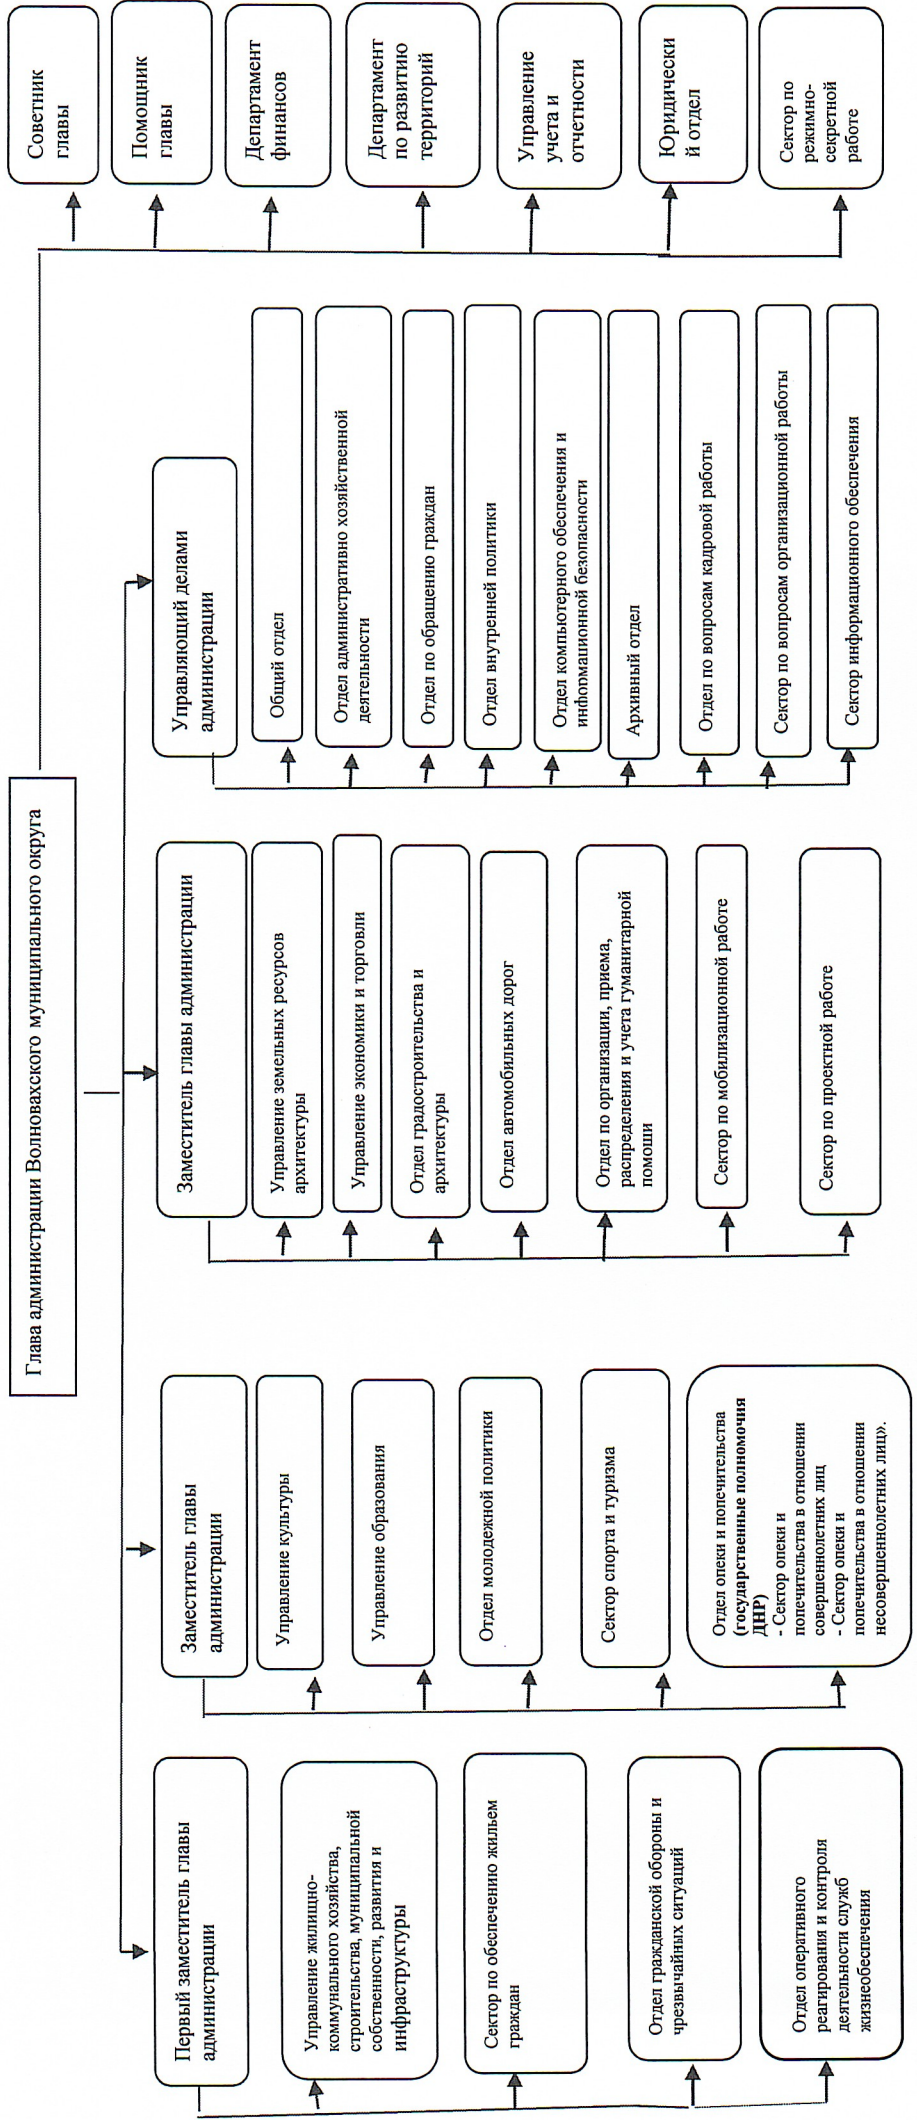 Глава администрации Волновахского муниципального округа
Первый заместитель главы
администрации
Управление жилищно-
коммунального хозяйства,
строительства, муниципальной
собственности, развития и
инфраструктуры
Сектор по обеспечению жильем
граждан
Отдел гражданской обороны и
чрезвычайных ситуаций
Отдел оперативного
реагирования и контроля
деятельности служб
жизнеобеспечения
Заместитель главы
администрации
Управление культуры
Управление образования
Отдел молодежной политики
Сектор спорта и туризма
Отдел опеки и попечительства
(государственные полномочия
ДНР)
- Сектор опеки и
попечительства в отношении
совершеннолетних лиц
- Сектор опеки и
попечительства в отношении
несовершеннолетних лиц».
Заместитель главы администрации
Управление земельных ресурсов
архитектуры
Управление экономики и торговли
Отдел градостроительства и
архитектуры
Отдел автомобильных дорог
Отдел по организации, приема,
распределения и учета гуманитарной
помощи
Сектор по мобилизационной работе
Сектор по проектной работе
Управляющий делами
администрации
Общий отдел
Отдел административно хозяйственной
деятельности
Отдел по обращению граждан
Отдел внутренней политики
Отдел компьютерного обеспечения и
информационной безопасности
Архивный отдел
Отдел по вопросам кадровой работы
Сектор по вопросам организационной работы
Сектор информационного обеспечения
Советник
главы
Помощник
главы
Департамент
финансов
Департамент
по развитию
территорий
Управление
учета и
отчетности
Юридически
й отдел
Сектор по
режимно-
секретной
работе